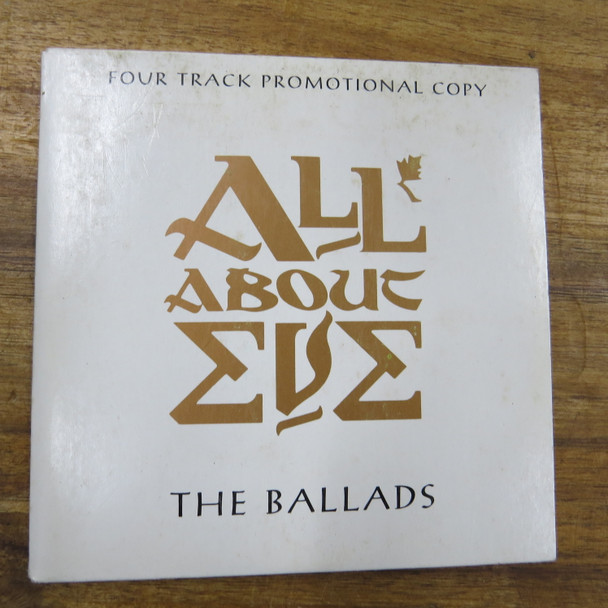 FOUR TRACK PROMOTIONAL COPY
ALL
ABOUT
EVE
THE BALLADS